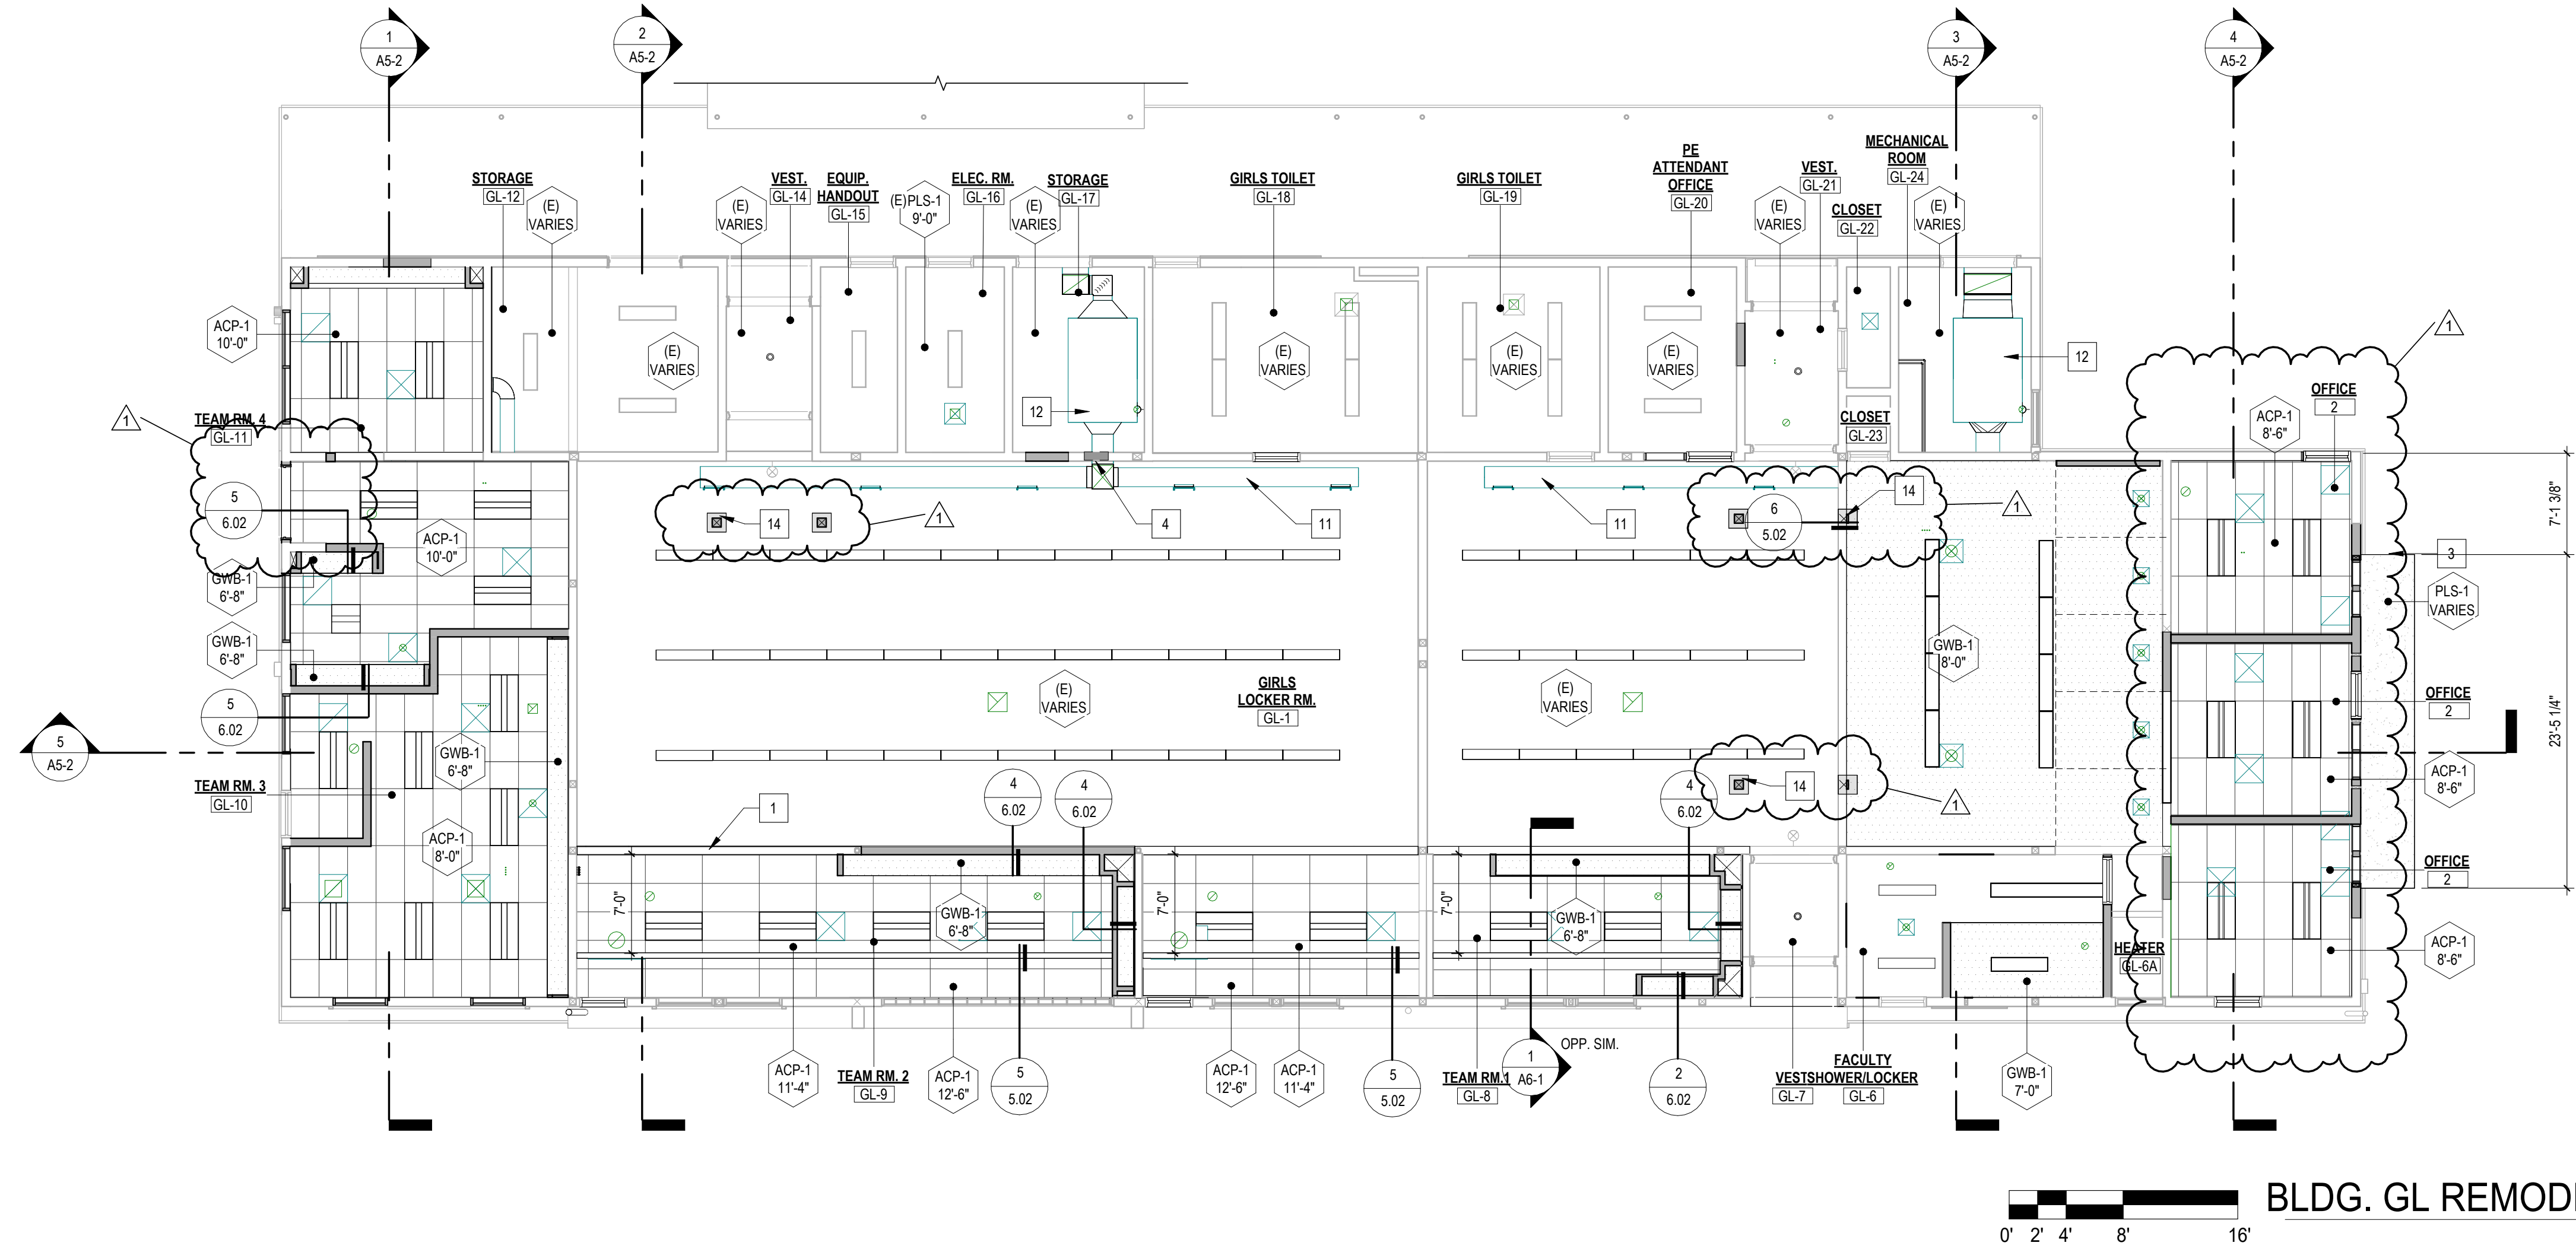 1
A5-2
2
A5-2
3
A5-2
4
A5-2
STORAGE
GL-12
(E)
VARIES
(E)
VARIES
VEST.
GL-14
EQUIP.
HANDOUT
GL-15
(E)PLS-1
9'-0"
ELEC. RM.
GL-16
(E)
VARIES
STORAGE
GL-17
GIRLS TOILET
GL-18
GIRLS TOILET
GL-19
PE
ATTENDANT
OFFICE
GL-20
(E)
VARIES
VEST.
GL-21
CLOSET
GL-22
MECHANICAL
ROOM
GL-24
(E)
VARIES
ACP-1
10'-0"
(E)
VARIES
(E)
VARIES
(E)
VARIES
(E)
VARIES
12
12
1
1
TEAM RM. 4
GL-11
CLOSET
GL-23
OFFICE
2
ACP-1
8'-6"
5
6.02
ACP-1
10'-0"
14
1
4
11
11
6
5.02
14
1
3
7'-1 3/8"
GWB-1
6'-8"
GWB-1
6'-8"
PLS-1
VARIES
GWB-1
8'-0"
5
6.02
(E)
VARIES
GIRLS
LOCKER RM.
GL-1
(E)
VARIES
OFFICE
2
23'-5 1/4"
5
A5-2
GWB-1
6'-8"
TEAM RM. 3
GL-10
ACP-1
8'-0"
1
4
6.02
4
6.02
4
6.02
14
1
ACP-1
8'-6"
OFFICE
2
7'-0"
GWB-1
6'-8"
7'-0"
7'-0"
GWB-1
6'-8"
HEATER
GL-6A
ACP-1
8'-6"
ACP-1
11'-4"
TEAM RM. 2
GL-9
ACP-1
12'-6"
5
5.02
ACP-1
12'-6"
ACP-1
11'-4"
5
5.02
TEAM RM.1
GL-8
1
A6-1
OPP. SIM.
2
6.02
VESTSHOWER/LOCKER
GL-7
FACULTY
GL-6
GWB-1
7'-0"
BLDG. GL REMOD
0' 2' 4' 8' 16'